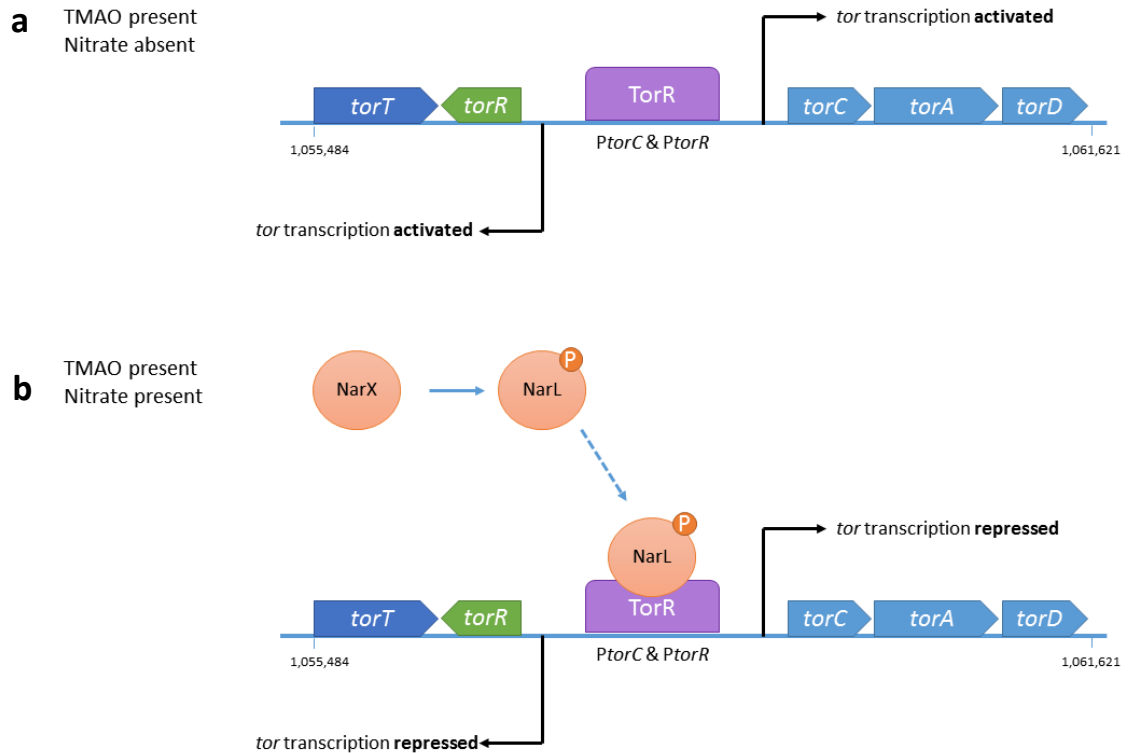 a
TMAO present
Nitrate absent
tor transcription activated
torT
torR
TorR
torC
torA
torD
PtorC & PtorR
1,055,484
1,061,621
tor transcription activated
b
TMAO present
Nitrate present
NarX
NarL
P
NarL
P
tor transcription repressed
torT
torR
TorR
torC
torA
torD
PtorC & PtorR
1,055,484
1,061,621
tor transcription repressed